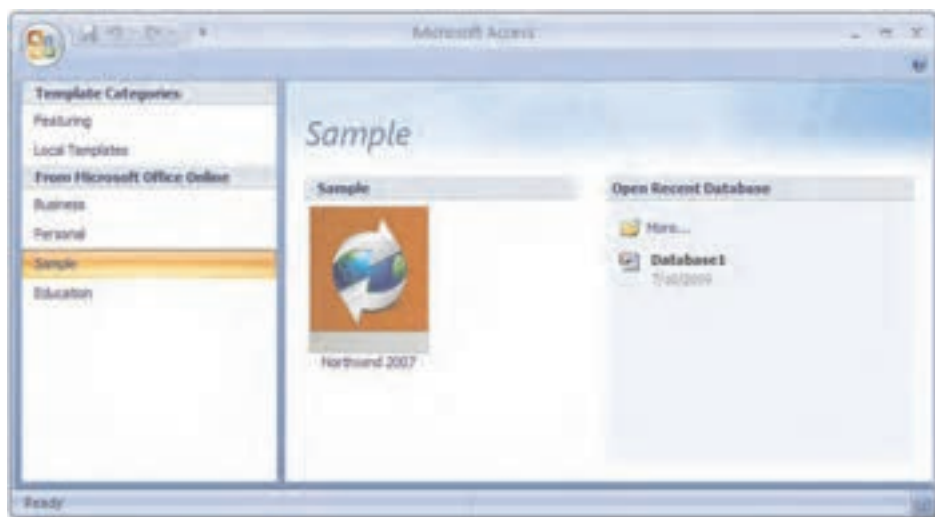 Microsoft Access
Template Categories
Featuring
Local Templates
From Microsoft Office Online
Business
Personal
Sample
Education
Sample
Sample
Northwind 2007
Open Recent Database
More...
Database1
Ready